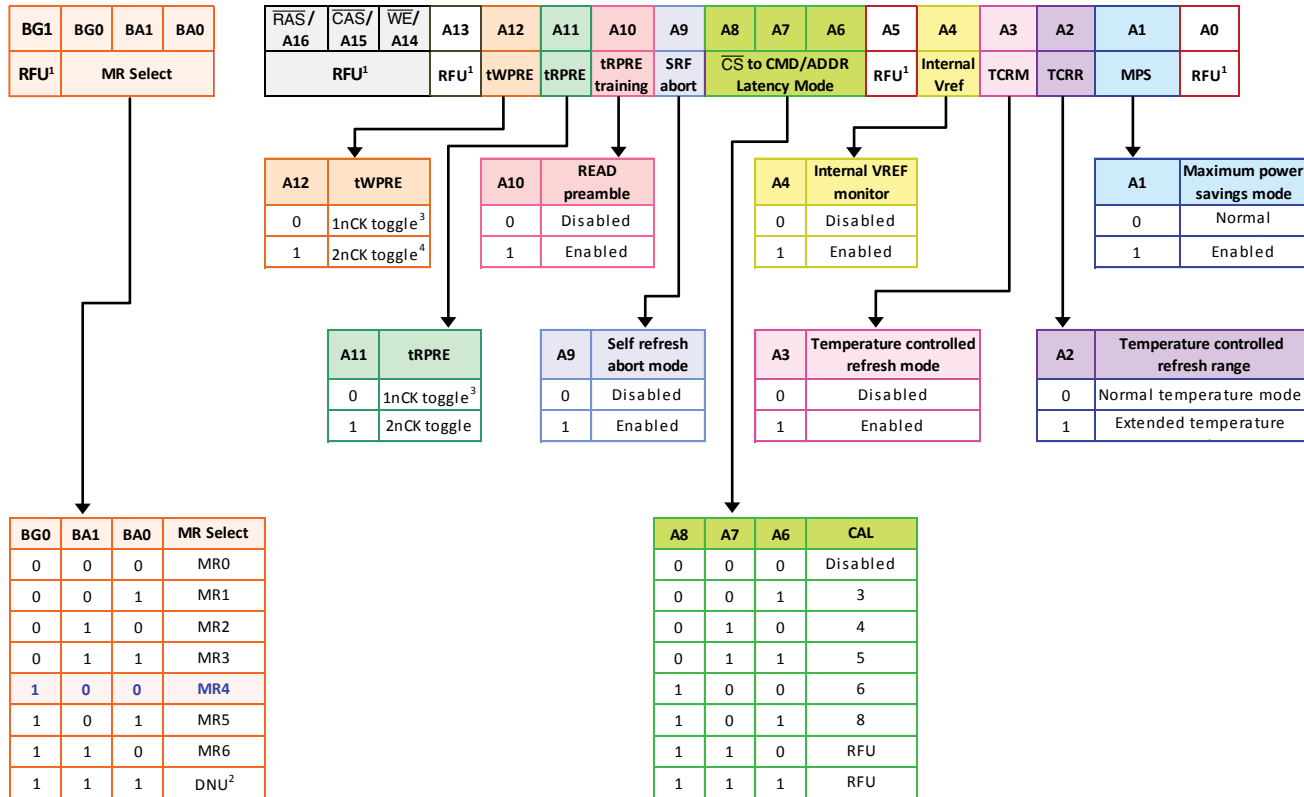 BG1 BG0 BA1 BA0
RFU¹ MR Select
RAS/ A16 CAS/ A15 WE/ A14 A13 A12 A11 A10 A9 A8 A7 A6 A5 A4 A3 A2 A1 A0
RFU¹ RFU¹ tWPRE tRPRE tRPRE training SRF abort CS to CMD/ADDR Latency Mode RFU¹ Internal Vref TCRM TCRR MPS RFU¹
A12 tWPRE
0 1nCK toggle³
1 2nCK toggle⁴
A10 READ preamble
0 Disabled
1 Enabled
A4 Internal VREF monitor
0 Disabled
1 Enabled
A1 Maximum power savings mode
0 Normal
1 Enabled
A11 tRPRE
0 1nCK toggle³
1 2nCK toggle
A9 Self refresh abort mode
0 Disabled
1 Enabled
A3 Temperature controlled refresh mode
0 Disabled
1 Enabled
A2 Temperature controlled refresh range
0 Normal temperature mode
1 Extended temperature
BG0 BA1 BA0 MR Select
0 0 0 MR0
0 0 1 MR1
0 1 0 MR2
0 1 1 MR3
1 0 0 MR4
1 0 1 MR5
1 1 0 MR6
1 1 1 DNU²
A8 A7 A6 CAL
0 0 0 Disabled
0 0 1 3
0 1 0 4
0 1 1 5
1 0 0 6
1 0 1 8
1 1 0 RFU
1 1 1 RFU